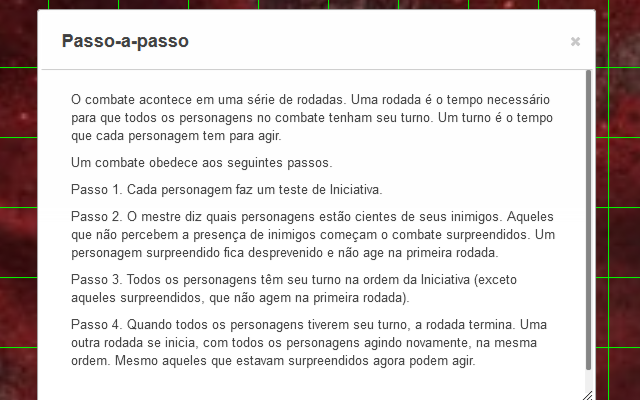 Passo-a-passo
O combate acontece em uma série de rodadas. Uma rodada é o tempo necessário
para que todos os personagens no combate tenham seu turno. Um turno é o tempo
que cada personagem tem para agir.
Um combate obedece aos seguintes passos.
Passo 1. Cada personagem faz um teste de Iniciativa.
Passo 2. O mestre diz quais personagens estão cientes de seus inimigos. Aqueles
que não percebem a presença de inimigos começam o combate surpreendidos. Um
personagem surpreendido fica desprevenido e não age na primeira rodada.
Passo 3. Todos os personagens têm seu turno na ordem da Iniciativa (exceto
aqueles surpreendidos, que não agem na primeira rodada).
Passo 4. Quando todos os personagens tiverem seu turno, a rodada termina. Uma
outra rodada se inicia, com todos os personagens agindo novamente, na mesma
ordem. Mesmo aqueles que estavam surpreendidos agora podem agir.